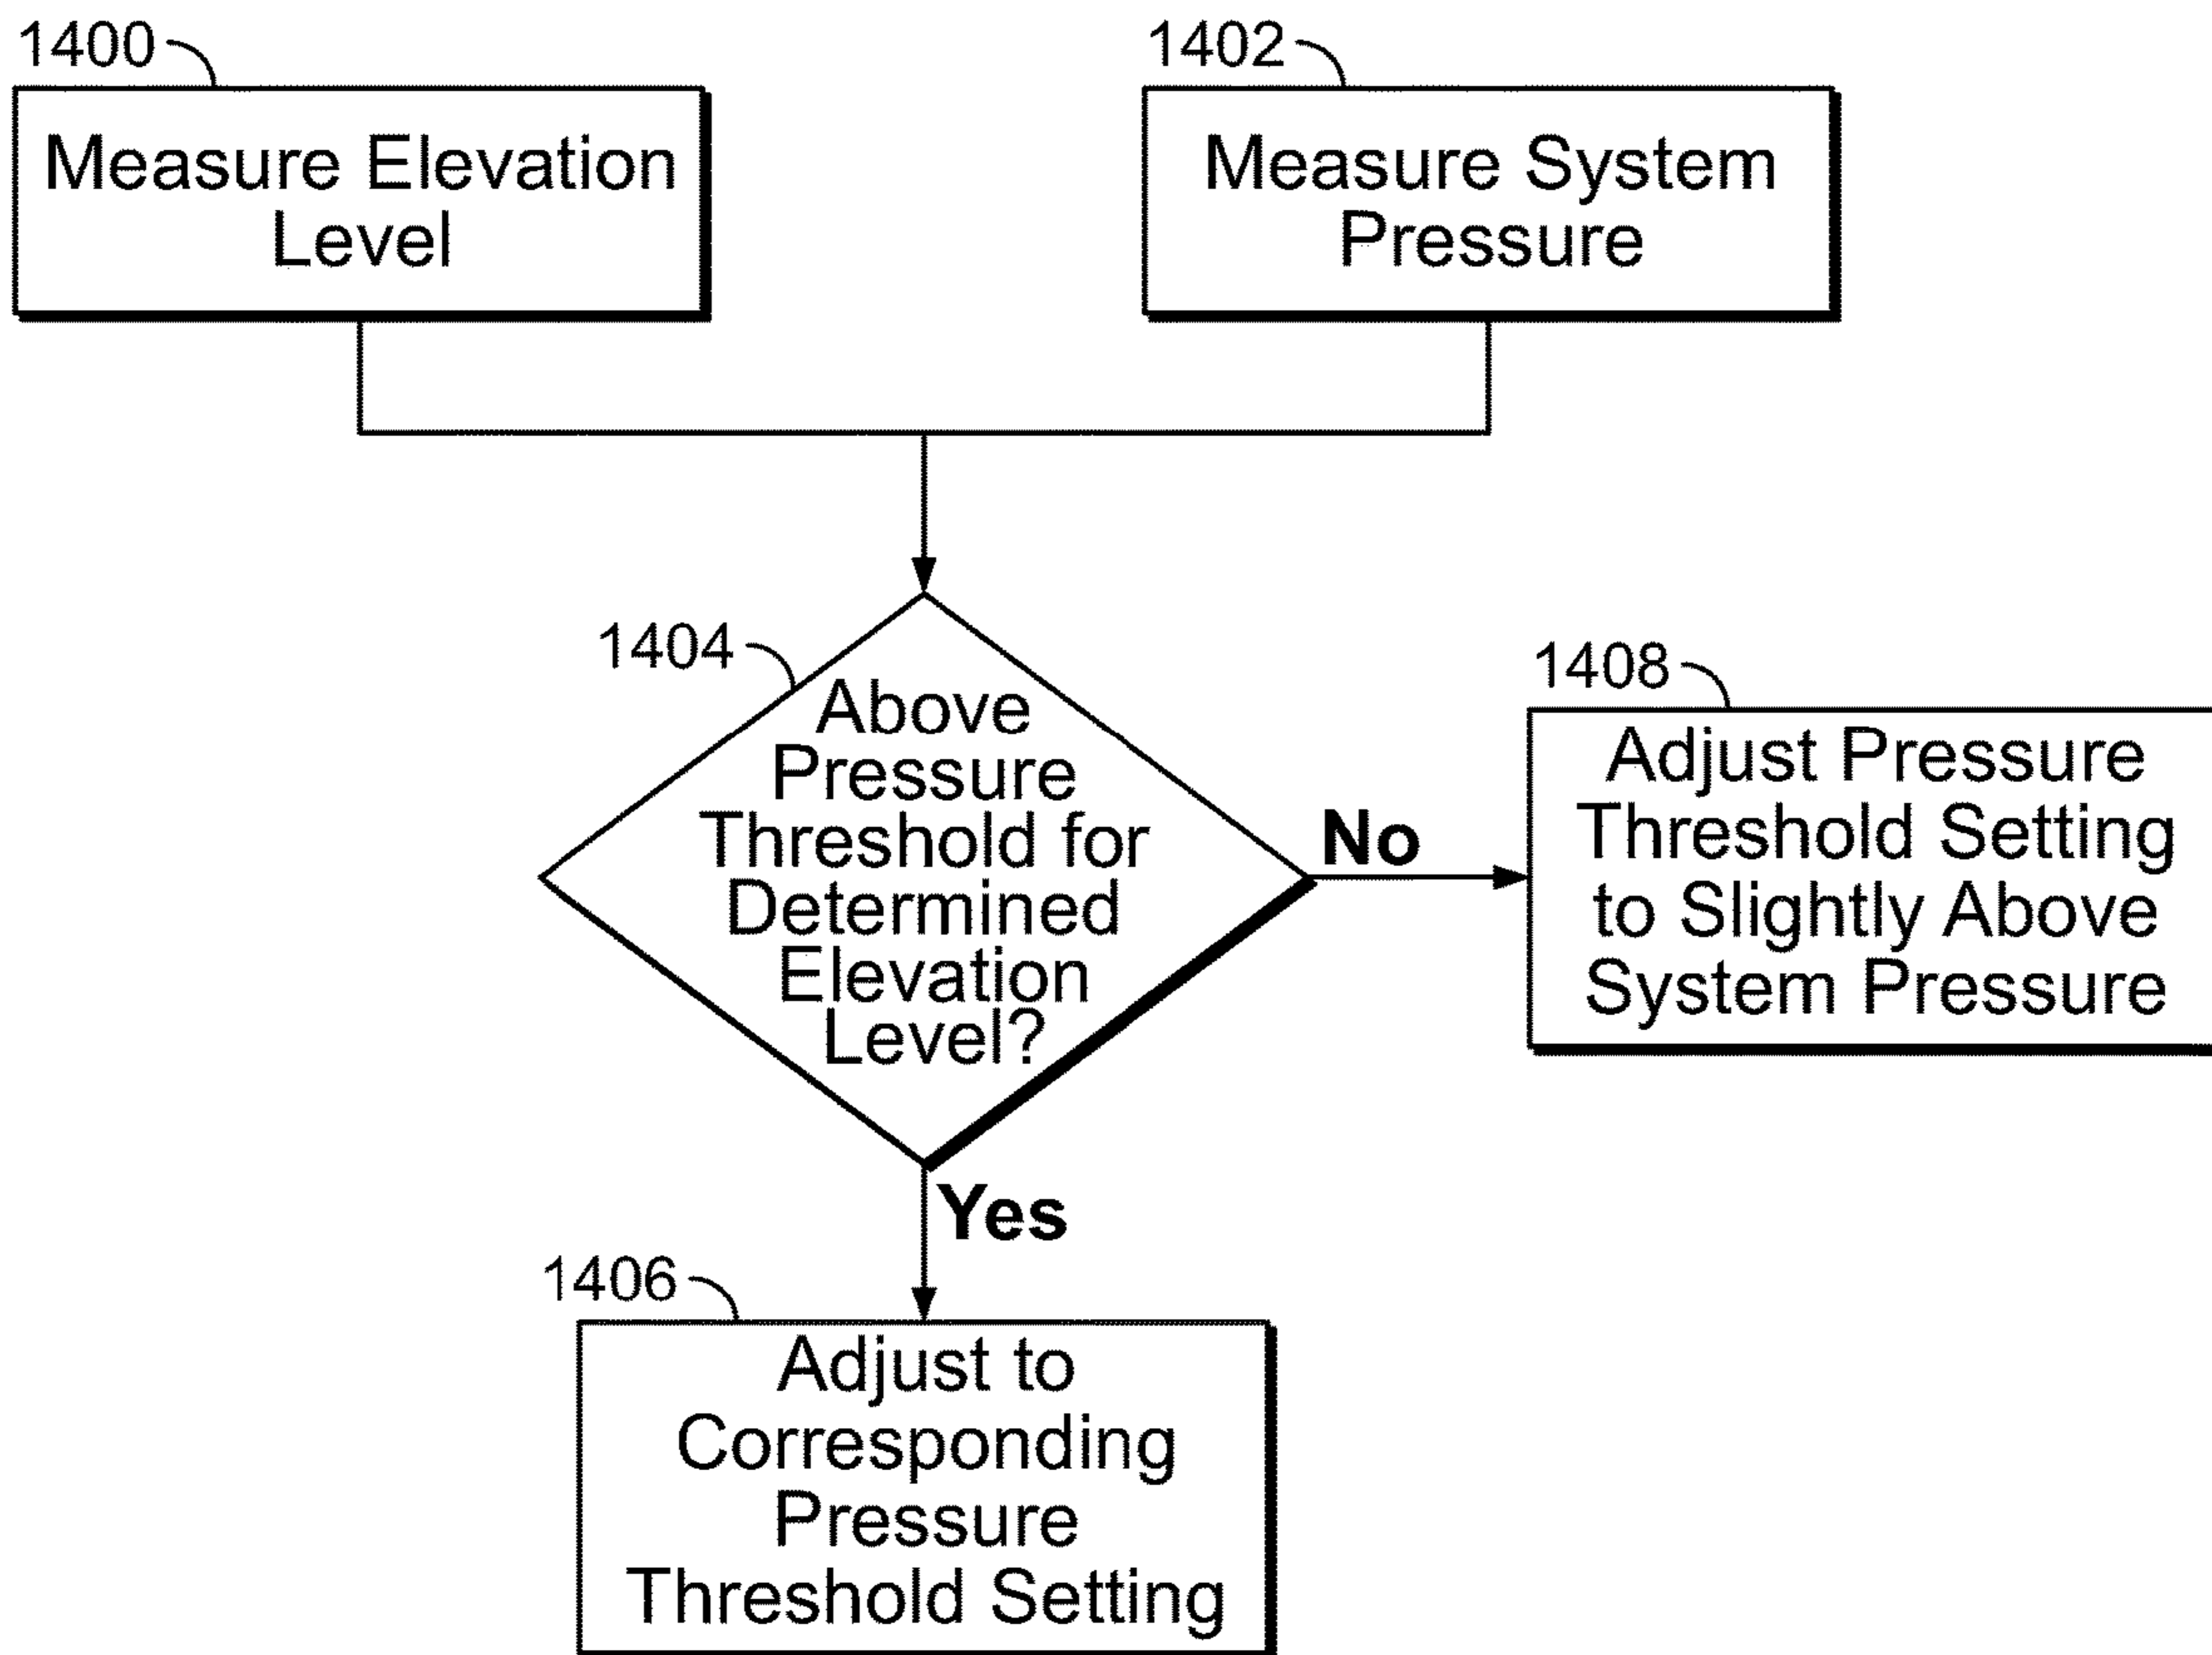 1400
Measure Elevation
Level
1402
Measure System
Pressure
1404
Above
Pressure
Threshold for
Determined
Elevation
Level?
No
1408
Adjust Pressure
Threshold Setting
to Slightly Above
System Pressure
Yes
1406
Adjust to
Corresponding
Pressure
Threshold Setting